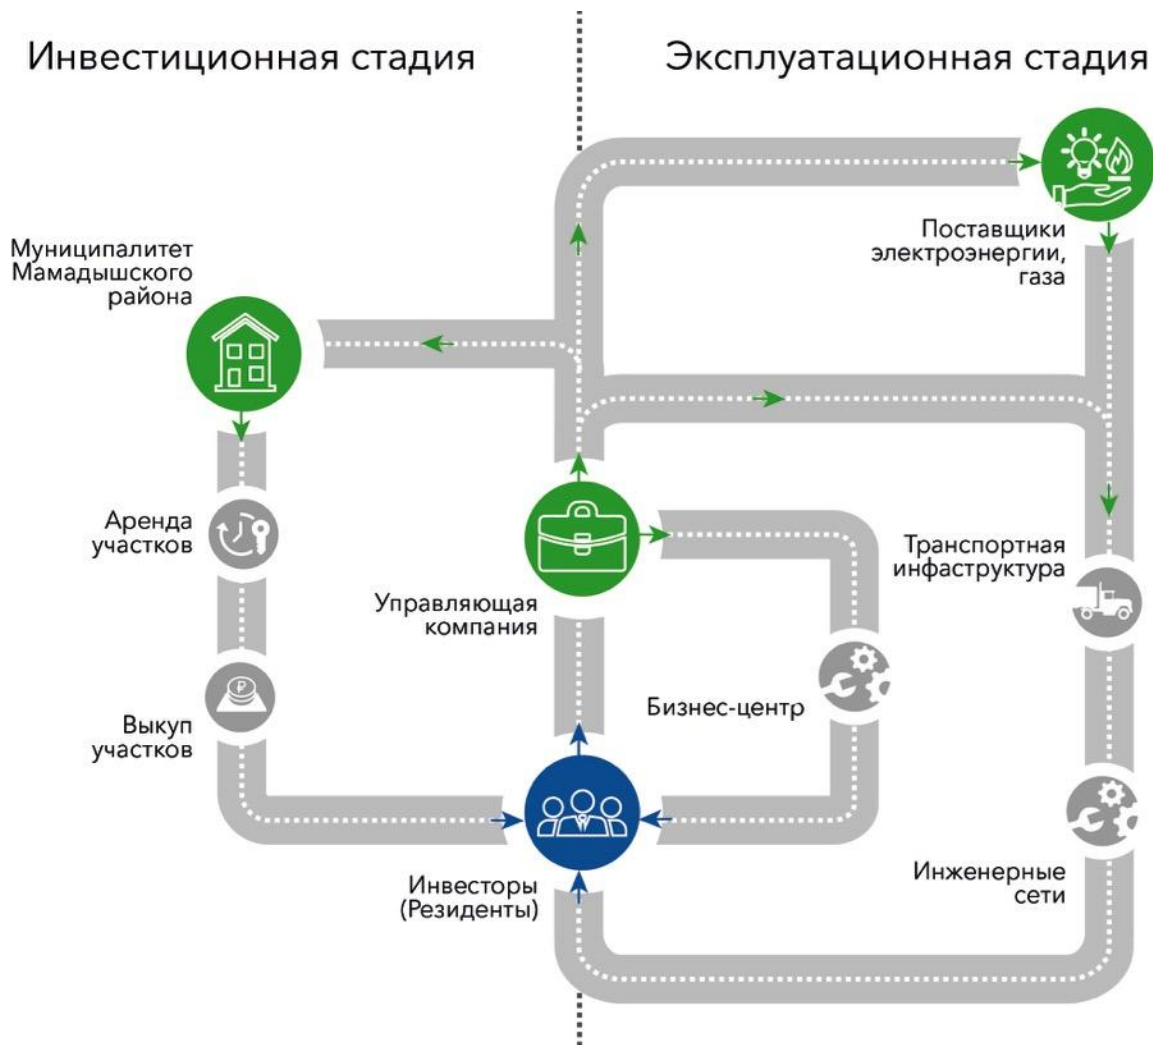 Инвестиционная стадия
Эксплуатационная стадия
Поставщики
электроэнергии,
газа
Муниципалитет
Мамадышского
района
Аренда
участков
Транспортная
инфаструктура
Управляющая
компания
Выкуп
участков
Бизнес-центр
Инвесторы
(Резиденты)
Инженерные
сети